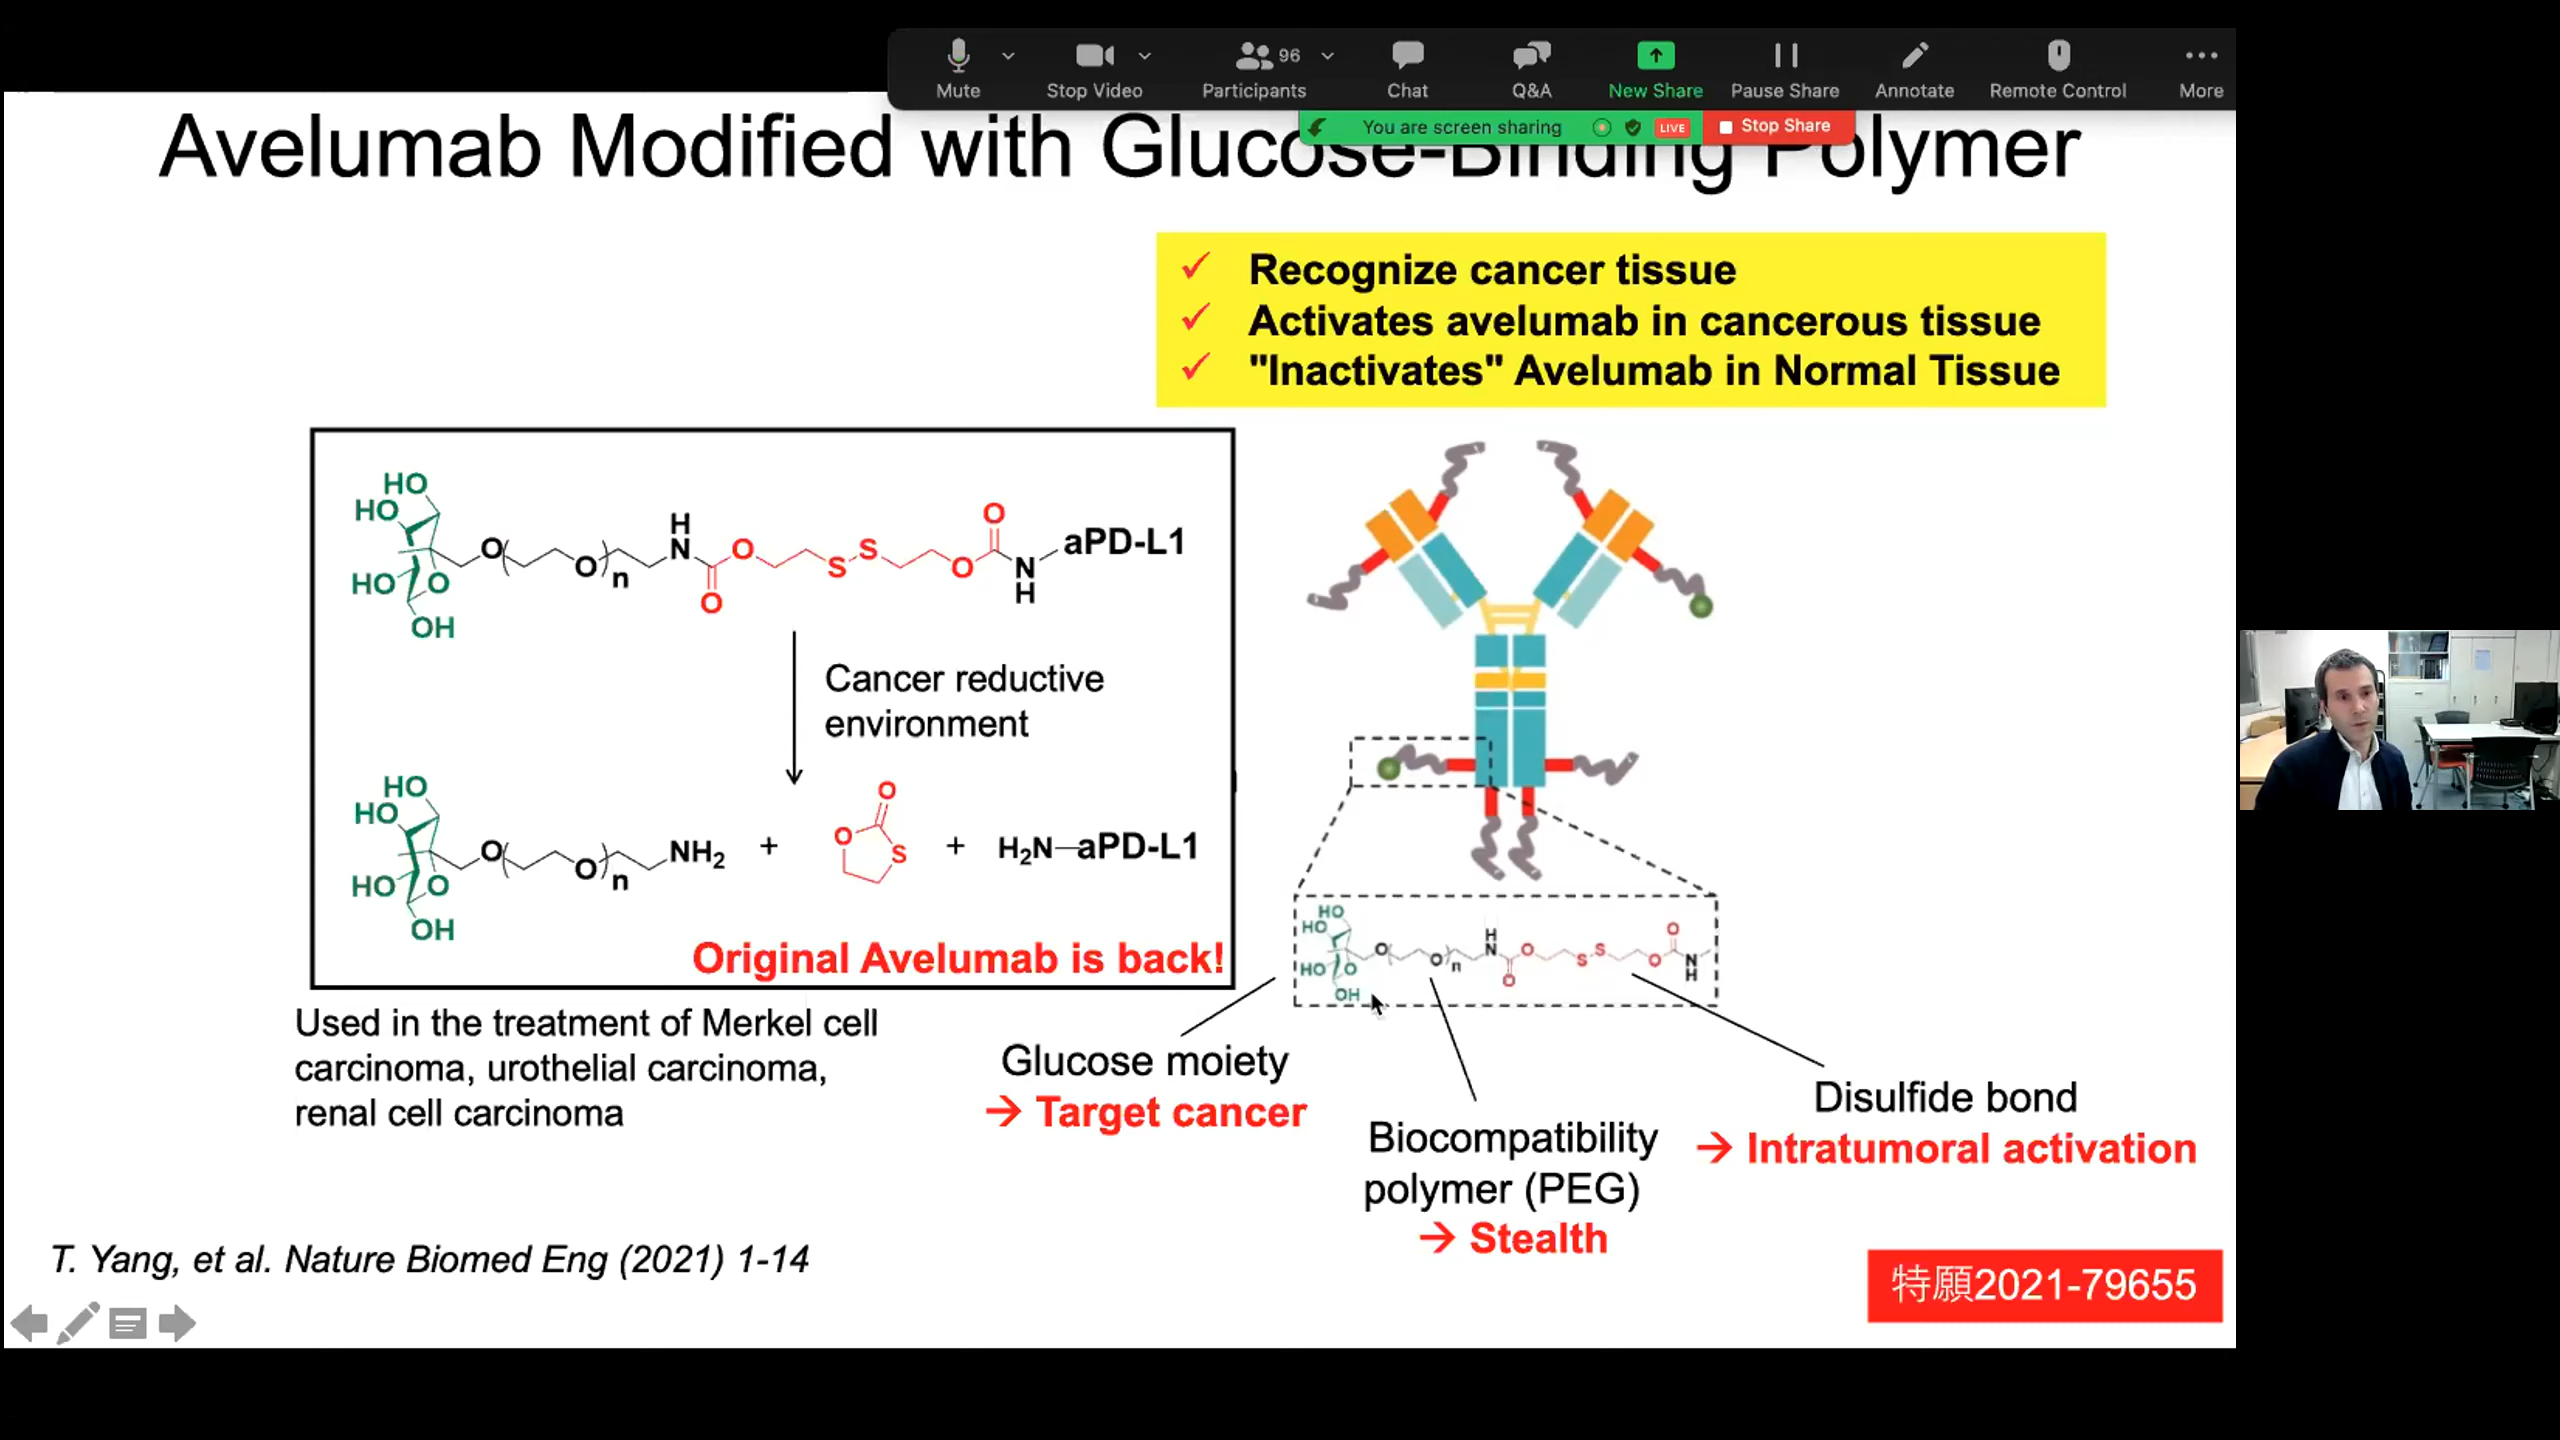 Mute
Stop Video
96
Participants
Chat
Q&A
New Share
Pause Share
Annotate
Remote Control
More
You are screen sharing
LIVE
Stop Share
Avelumab Modified with Glucose-Binding Polymer
✓ Recognize cancer tissue
✓ Activates avelumab in cancerous tissue
✓ "Inactivates" Avelumab in Normal Tissue
HO
HO
HO
O
OH
O
O
n
H
N
O
O
S
S
O
O
N
H
aPD-L1
Cancer reductive
environment
HO
HO
HO
O
OH
O
O
n
NH2
+
O
O
S
+
H2N—aPD-L1
Original Avelumab is back!
HO
HO
HO
O
OH
O
O
n
H
N
O
O
S
S
O
O
N
H
Used in the treatment of Merkel cell
carcinoma, urothelial carcinoma,
renal cell carcinoma
Glucose moiety
→ Target cancer
Biocompatibility
polymer (PEG)
→ Stealth
Disulfide bond
→ Intratumoral activation
T. Yang, et al. Nature Biomed Eng (2021) 1-14
特願2021-79655